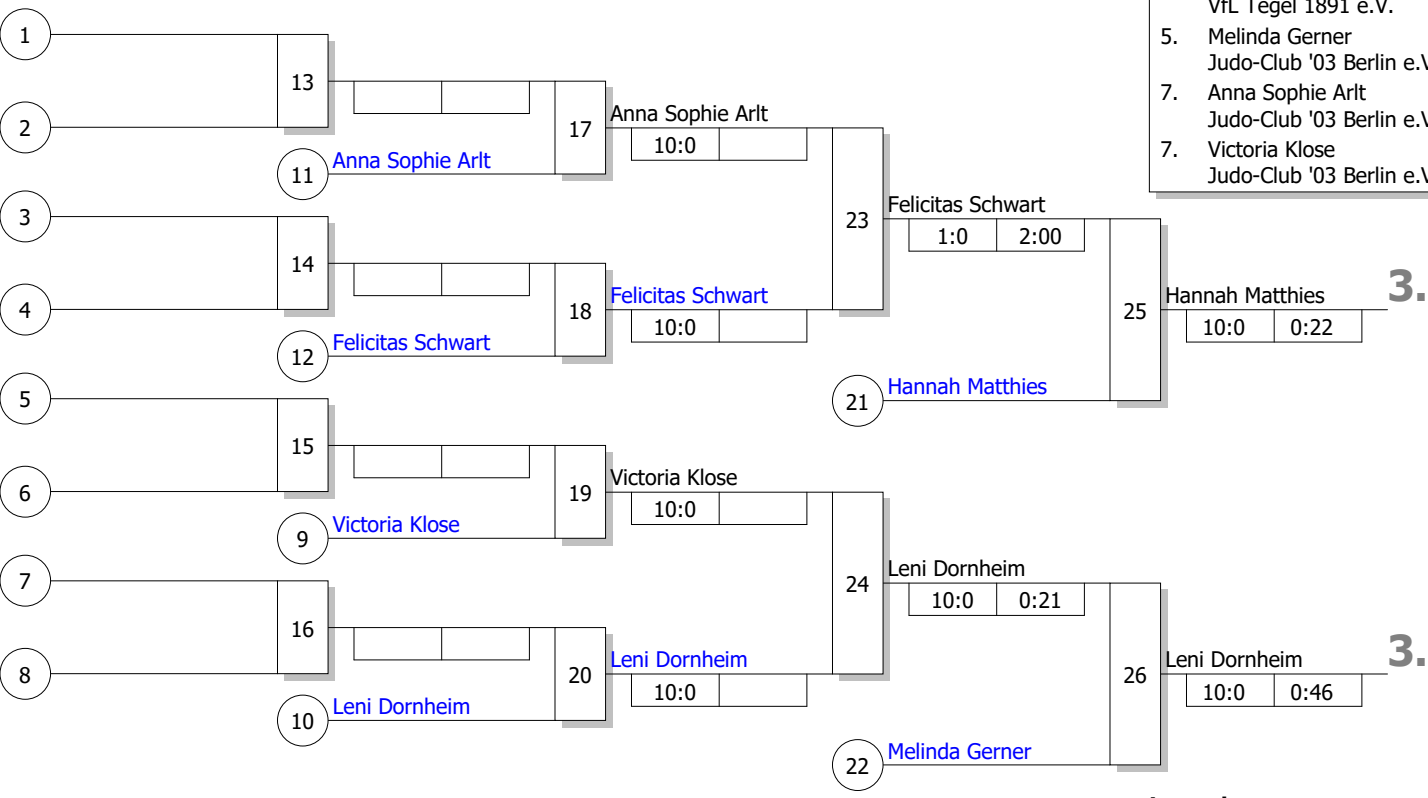 VfL Tegel 1891 e.V.
5. Melinda Gerner
Judo-Club '03 Berlin e.V
7. Anna Sophie Arlt
Judo-Club '03 Berlin e.V
7. Victoria Klose
Judo-Club '03 Berlin e.V
1
13
2
17
Anna Sophie Arlt
10:0
11
Anna Sophie Arlt
3
23
Felicitas Schwart
1:0 2:00
14
4
18
Felicitas Schwart
10:0
25
Hannah Matthies
3.
10:0 0:22
12
Felicitas Schwart
21
Hannah Matthies
5
15
6
19
Victoria Klose
10:0
9
Victoria Klose
7
24
Leni Dornheim
10:0 0:21
16
8
20
Leni Dornheim
10:0
26
Leni Dornheim
3.
10:0 0:46
10
Leni Dornheim
22
Melinda Gerner